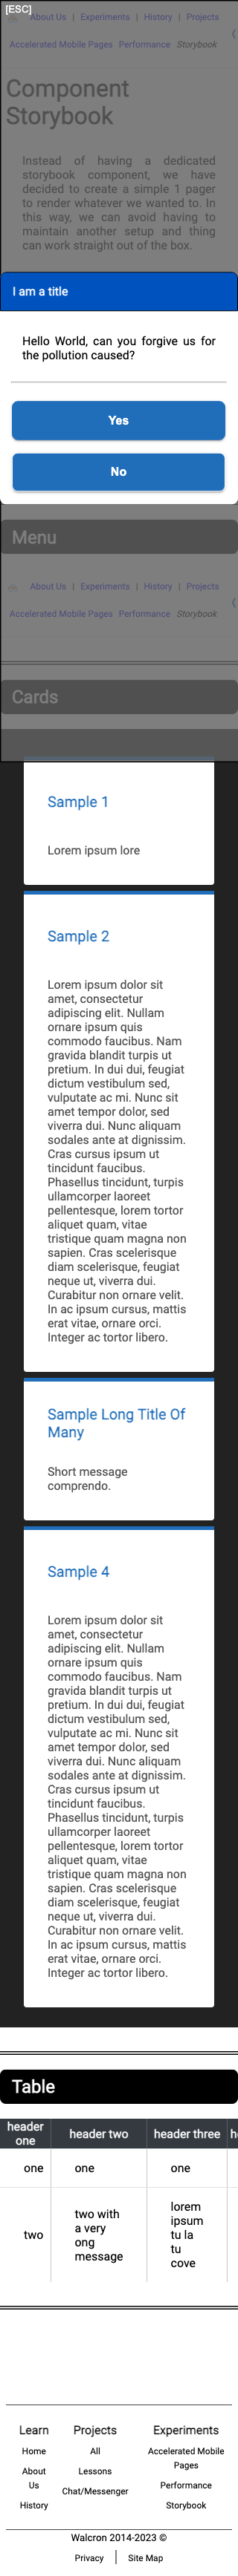 [ESC]
About Us | Experiments | History | Projects
Accelerated Mobile Pages Performance Storybook
Component
Storybook
Instead of having a dedicated
storybook component, we have
decided to create a simple 1 pager
to render whatever we wanted to. In
this way, we can avoid having to
maintain another setup and thing
can work straight out of the box.
I am a title
Hello World, can you forgive us for
the pollution caused?
Yes
No
Menu
About Us | Experiments | History | Projects
Accelerated Mobile Pages Performance Storybook
Cards
Sample 1
Lorem ipsum lore
Sample 2
Lorem ipsum dolor sit
amet, consectetur
adipiscing elit. Nullam
ornare ipsum quis
commodo faucibus. Nam
gravida blandit turpis ut
pretium. In dui dui, feugiat
dictum vestibulum sed,
vulputate ac mi. Nunc sit
amet tempor dolor, sed
viverra dui. Nunc aliquam
sodales ante at dignissim.
Cras cursus ipsum ut
tincidunt faucibus.
Phasellus tincidunt, turpis
ullamcorper laoreet
pellentesque, lorem tortor
aliquet quam, vitae
tristique quam magna non
sapien. Cras scelerisque
diam scelerisque, feugiat
neque ut, viverra dui.
Curabitur non ornare velit.
In ac ipsum cursus, mattis
erat vitae, ornare orci.
Integer ac tortor libero.
Sample Long Title Of
Many
Short message
comprendo.
Sample 4
Lorem ipsum dolor sit
amet, consectetur
adipiscing elit. Nullam
ornare ipsum quis
commodo faucibus. Nam
gravida blandit turpis ut
pretium. In dui dui, feugiat
dictum vestibulum sed,
vulputate ac mi. Nunc sit
amet tempor dolor, sed
viverra dui. Nunc aliquam
sodales ante at dignissim.
Cras cursus ipsum ut
tincidunt faucibus.
Phasellus tincidunt, turpis
ullamcorper laoreet
pellentesque, lorem tortor
aliquet quam, vitae
tristique quam magna non
sapien. Cras scelerisque
diam scelerisque, feugiat
neque ut, viverra dui.
Curabitur non ornare velit.
In ac ipsum cursus, mattis
erat vitae, ornare orci.
Integer ac tortor libero.
Table
header one header two header three
one one one
two two with a very ong message lorem ipsum tu la tu cove
Learn Projects Experiments
Home All Accelerated Mobile Pages
About Us Lessons Performance
History Chat/Messenger Storybook
Walcron 2014-2023 ©
Privacy | Site Map